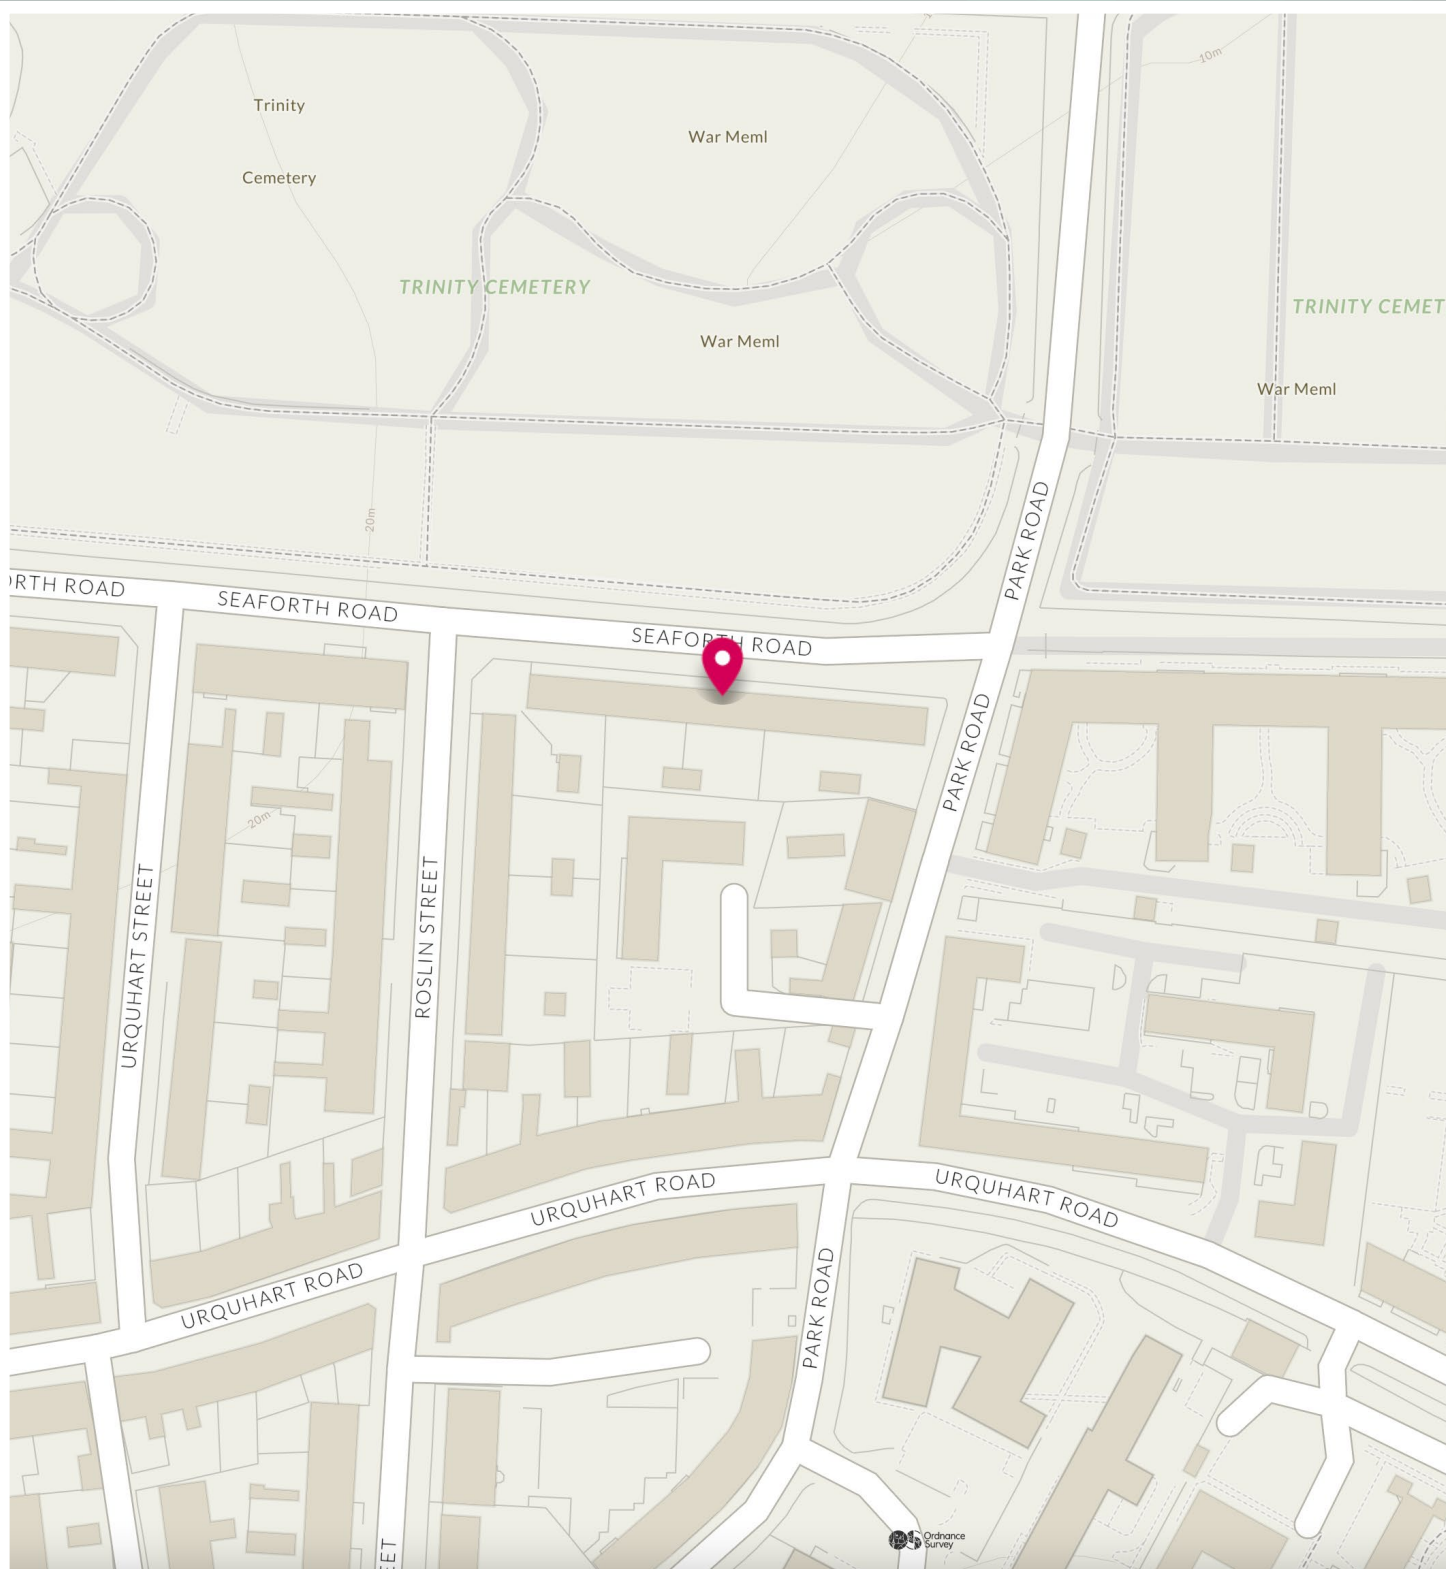 10m
Trinity
War Meml
Cemetery
TRINITY CEMETERY
TRINITY CEMET
War Meml
War Meml
20m
PARK ROAD
ORTH ROAD
SEAFORTH ROAD
SEAFORTH ROAD
PARK ROAD
20m
URQUHART STREET
ROSLIN STREET
URQUHART ROAD
URQUHART ROAD
URQUHART ROAD
PARK ROAD
EET
Ordnance
Survey